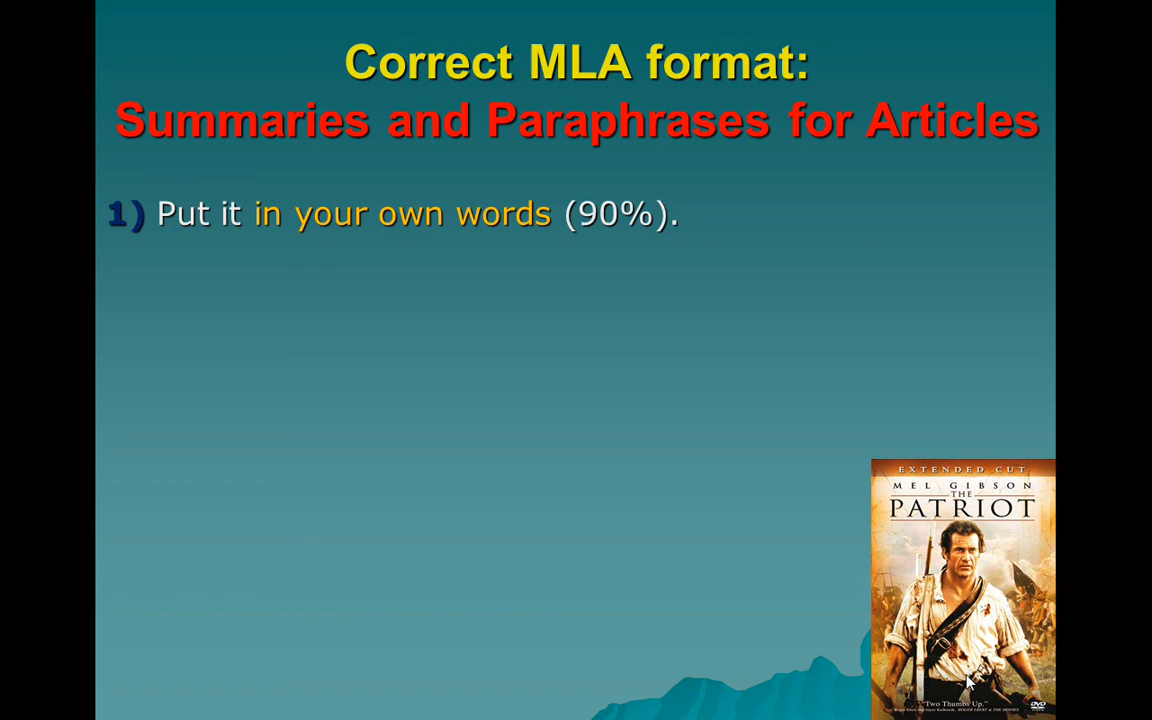 Correct MLA format:
Summaries and Paraphrases for Articles
1) Put it in your own words (90%).
EXTENDED CUT
MEL GIBSON
THE
PATRIOT
"Two Thumbs Up."
DVD